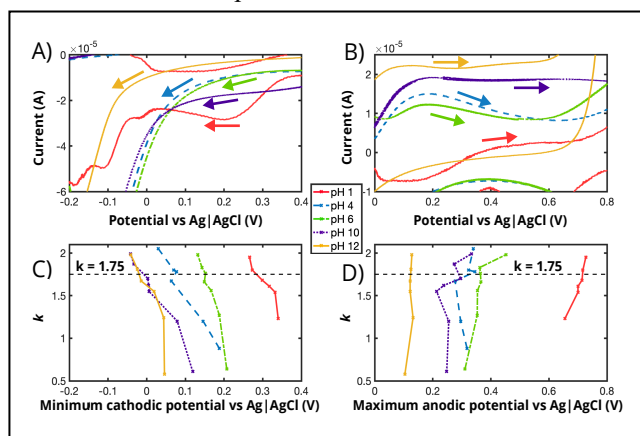 A)
×10⁻⁵
0
-2
-4
-6
Current (A)
-0.2 -0.1 0 0.1 0.2 0.3 0.4
Potential vs Ag|AgCl (V)
B)
×10⁻⁵
2
1
0
-1
Current (A)
0 0.2 0.4 0.6 0.8
Potential vs Ag|AgCl (V)
pH 1
pH 4
pH 6
pH 10
pH 12
C)
k = 1.75
2
1.5
1
0.5
k
-0.2 -0.1 0 0.1 0.2 0.3 0.4
Minimum cathodic potential vs Ag|AgCl (V)
D)
k = 1.75
2
1.5
1
0.5
k
0 0.2 0.4 0.6 0.8
Maximum anodic potential vs Ag|AgCl (V)